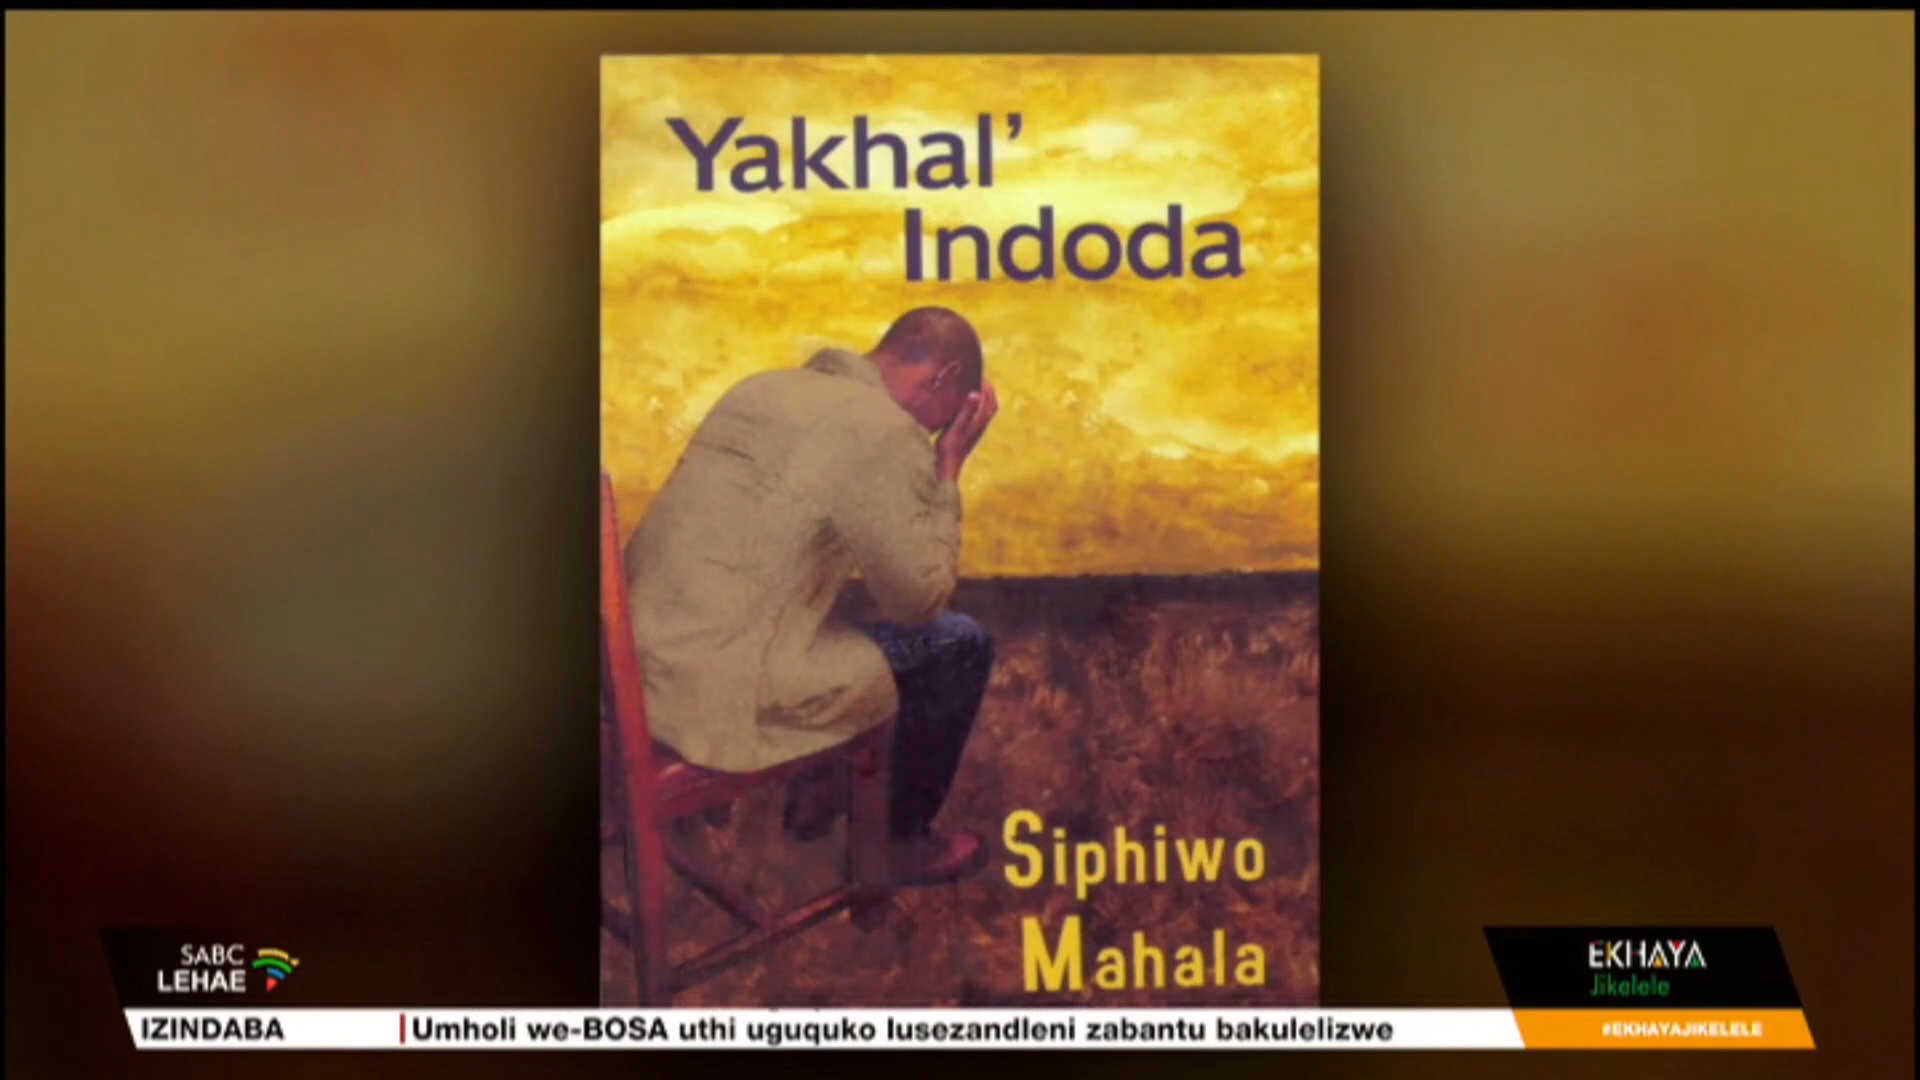 Yakhal’
Indoda
Siphiwo
Mahala
SABC
LEHAE
EKHAYA
Jikelele
IZINDABA
Umholi we-BOSA uthi uguquko lusezandleni zabantu bakulelizwe
#EKHAYAJIKELELE